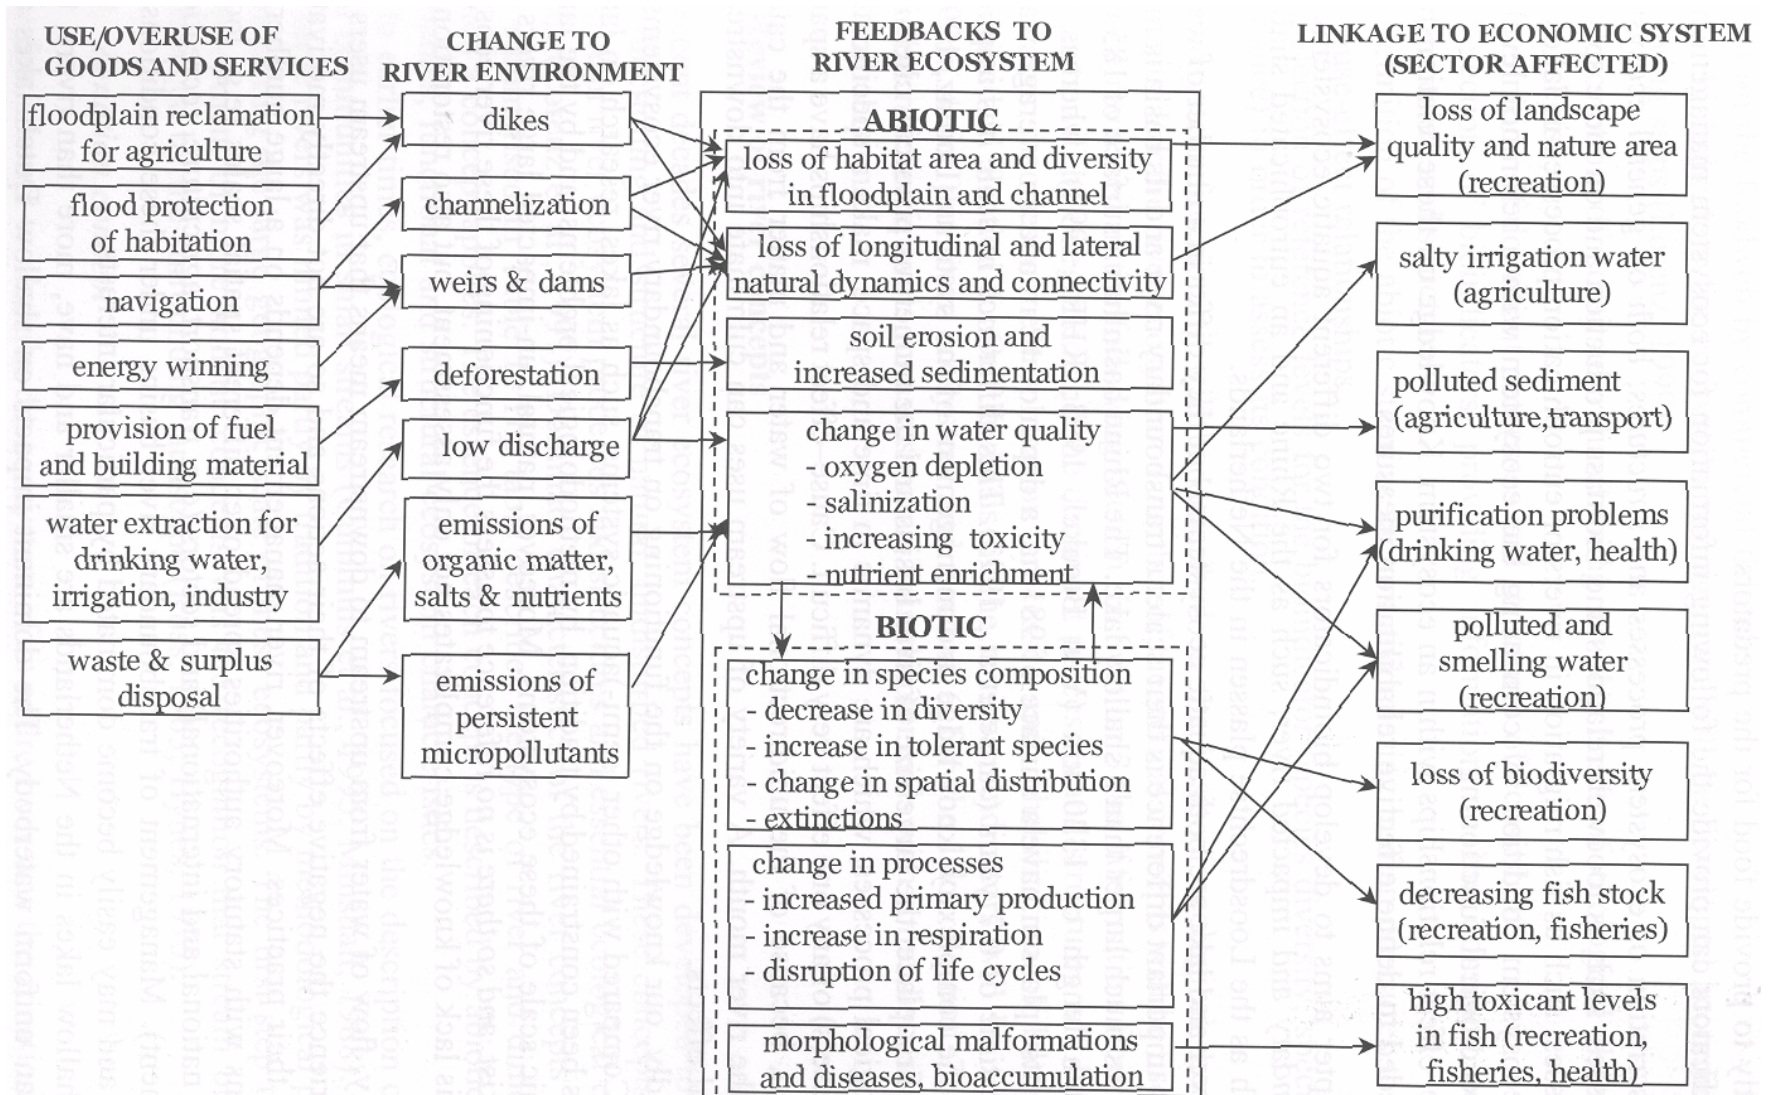 USE/OVERUSE OF
GOODS AND SERVICES
floodplain reclamation
for agriculture
flood protection
of habitation
navigation
energy winning
provision of fuel
and building material
water extraction for
drinking water,
irrigation, industry
waste & surplus
disposal
CHANGE TO
RIVER ENVIRONMENT
dikes
channelization
weirs & dams
deforestation
low discharge
emissions of
organic matter,
salts & nutrients
emissions of
persistent
micropollutants
FEEDBACKS TO
RIVER ECOSYSTEM
ABIOTIC
loss of habitat area and diversity
in floodplain and channel
loss of longitudinal and lateral
natural dynamics and connectivity
soil erosion and
increased sedimentation
change in water quality
- oxygen depletion
- salinization
- increasing toxicity
- nutrient enrichment
BIOTIC
change in species composition
- decrease in diversity
- increase in tolerant species
- change in spatial distribution
- extinctions
change in processes
- increased primary production
- increase in respiration
- disruption of life cycles
morphological malformations
and diseases, bioaccumulation
LINKAGE TO ECONOMIC SYSTEM
(SECTOR AFFECTED)
loss of landscape
quality and nature area
(recreation)
salty irrigation water
(agriculture)
polluted sediment
(agriculture,transport)
purification problems
(drinking water, health)
polluted and
smelling water
(recreation)
loss of biodiversity
(recreation)
decreasing fish stock
(recreation, fisheries)
high toxicant levels
in fish (recreation,
fisheries, health)